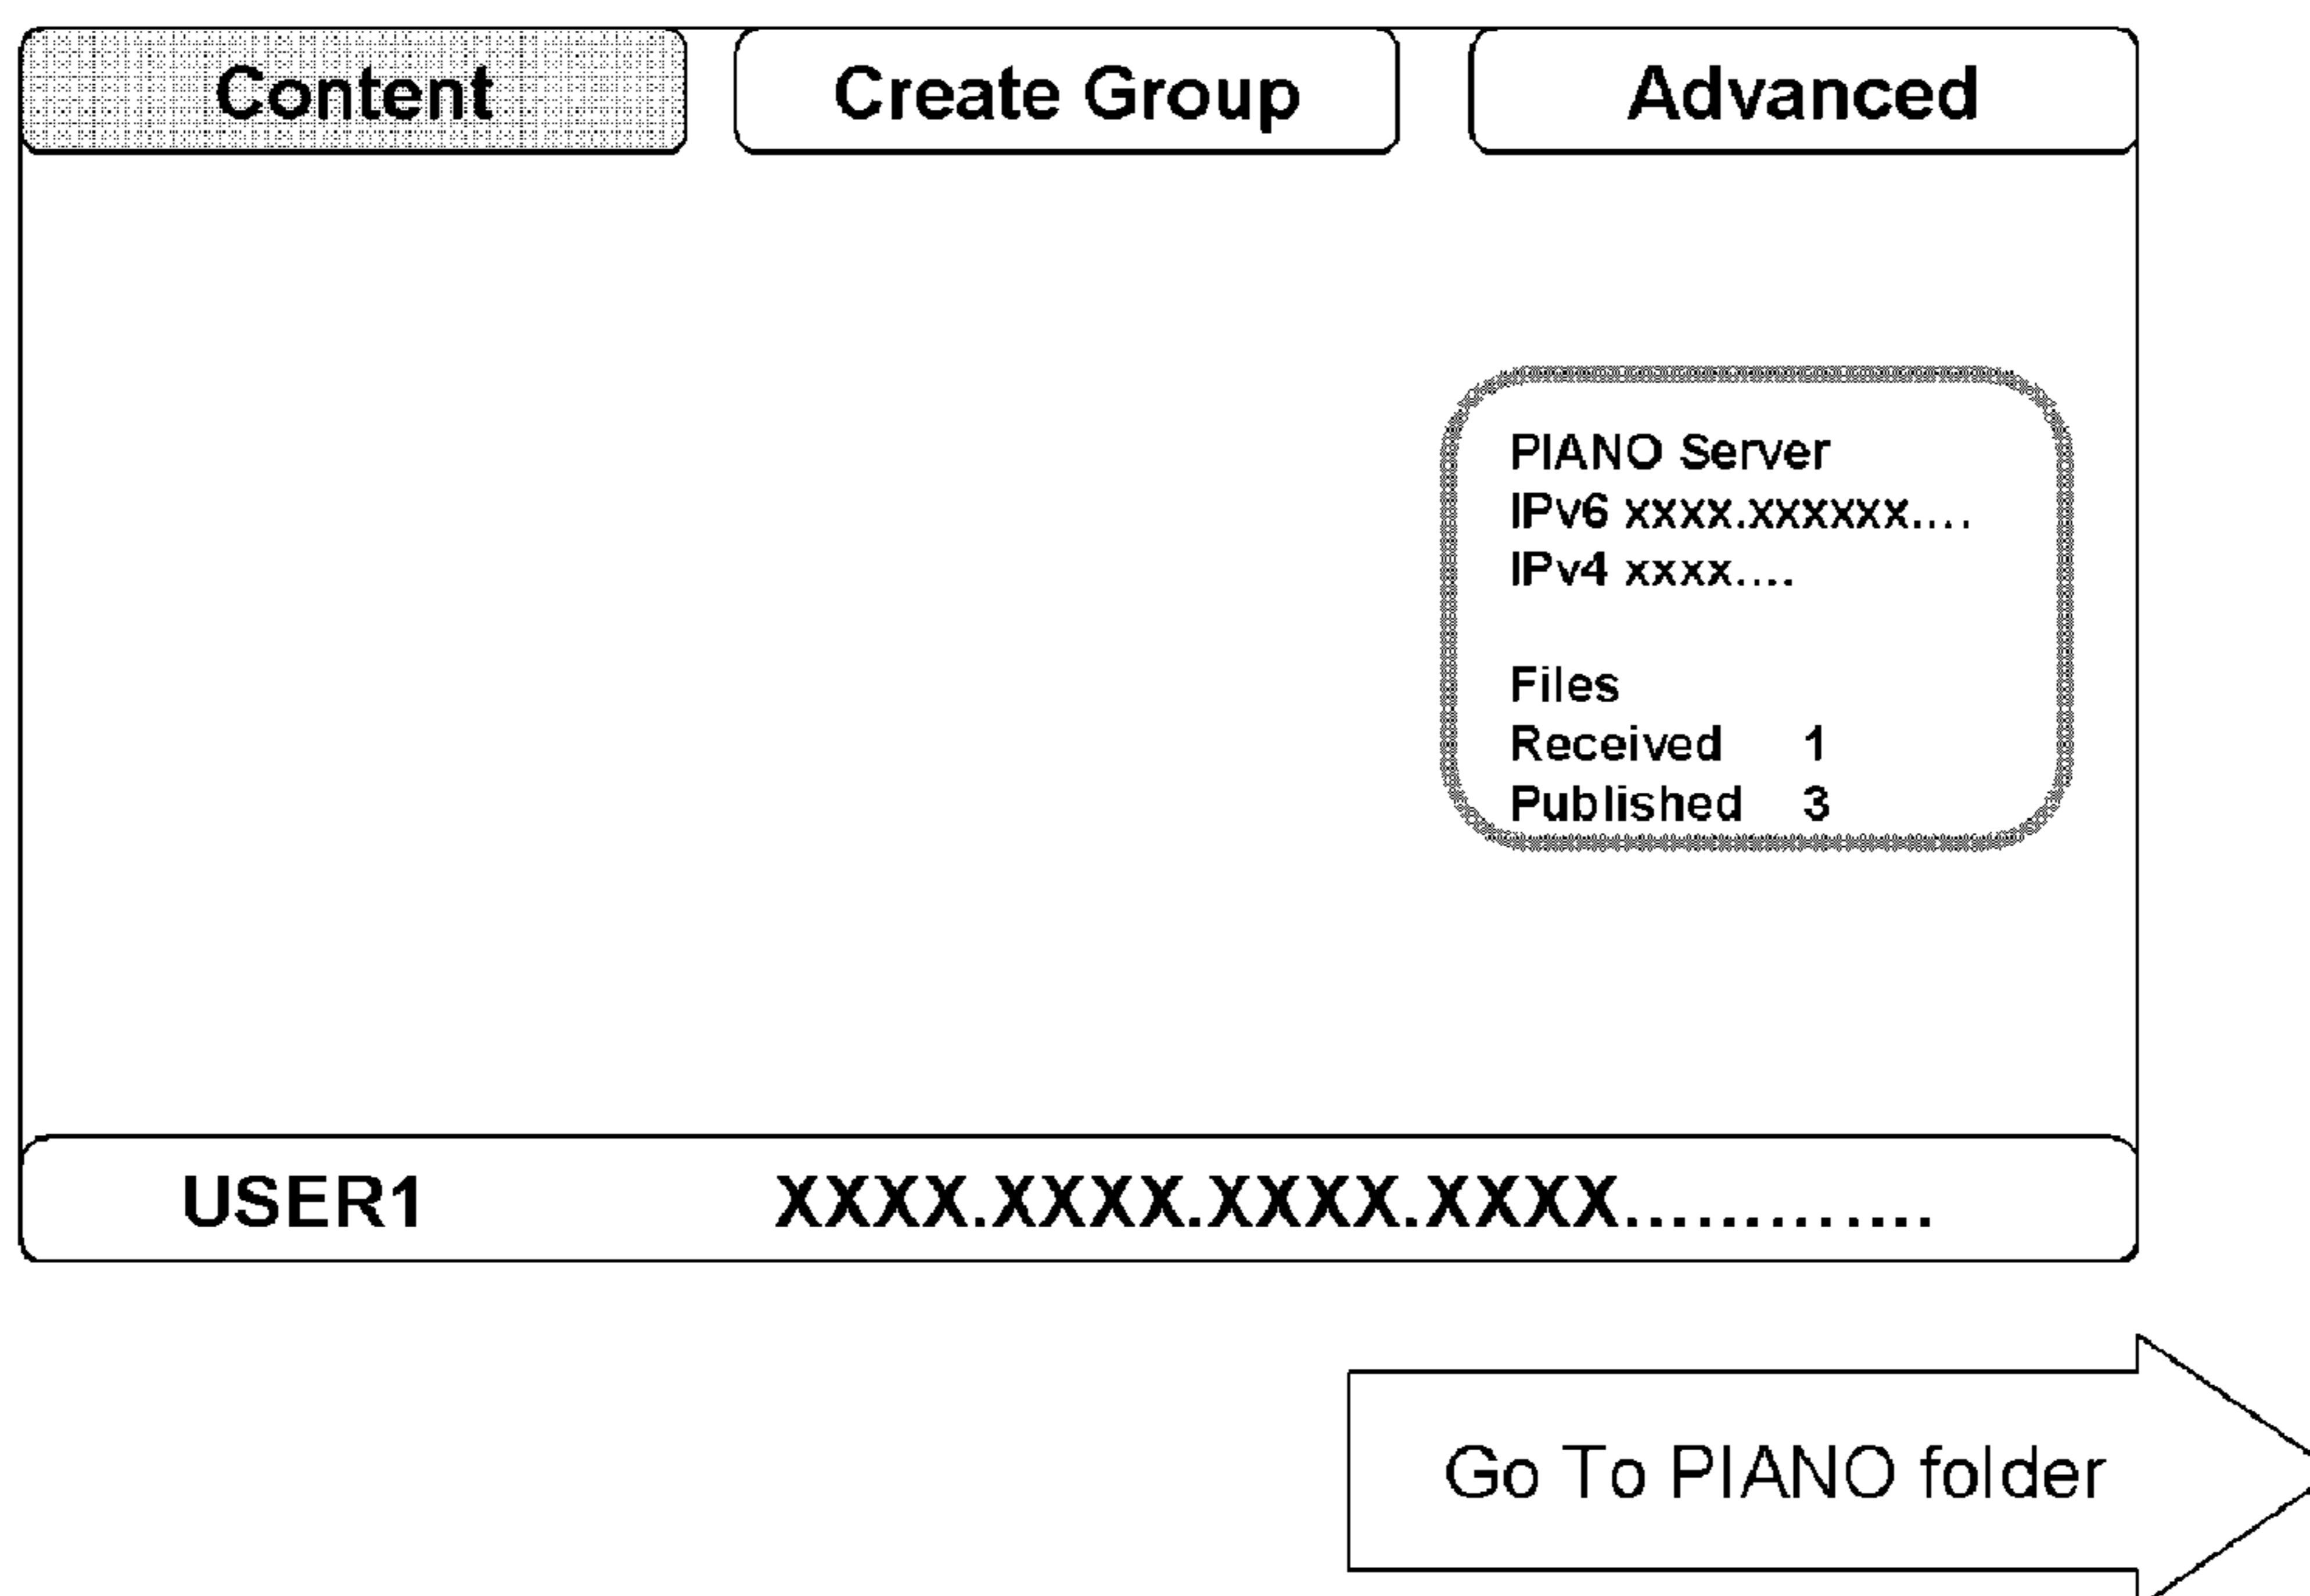 Content Create Group Advanced
PIANO Server
IPv6 xxxx.xxxxxx....
IPv4 xxxx....
Files
Received 1
Published 3
USER1 XXXX.XXXX.XXXX.XXXX.............
Go To PIANO folder